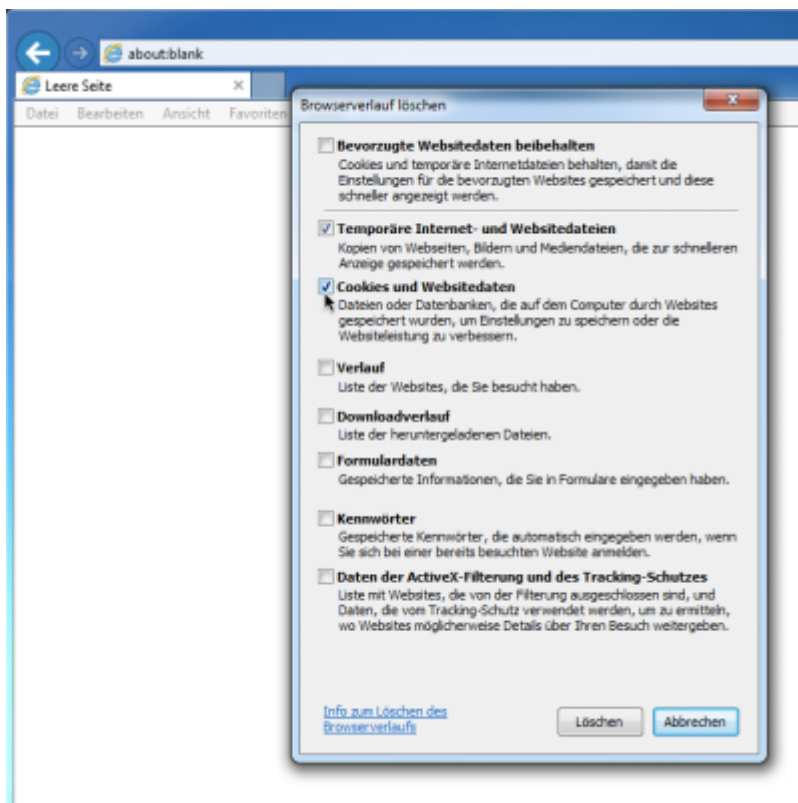 about:blank
Leere Seite
Datei Bearbeiten Ansicht Favoriten
Browserverlauf löschen
Bevorzugte Websitedaten beibehalten
Cookies und temporäre Internetdateien behalten, damit die
Einstellungen für die bevorzugten Websites gespeichert und diese
schneller angezeigt werden.
Temporäre Internet- und Websitedateien
Kopien von Webseiten, Bildern und Mediendateien, die zur schnelleren
Anzeige gespeichert werden.
Cookies und Websitedaten
Dateien oder Datenbanken, die auf dem Computer durch Websites
gespeichert wurden, um Einstellungen zu speichern oder die
Websiteleistung zu verbessern.
Verlauf
Liste der Websites, die Sie besucht haben.
Downloadverlauf
Liste der heruntergeladenen Dateien.
Formulardaten
Gespeicherte Informationen, die Sie in Formulare eingegeben haben.
Kennwörter
Gespeicherte Kennwörter, die automatisch eingegeben werden, wenn
Sie sich bei einer bereits besuchten Website anmelden.
Daten der ActiveX-Filterung und des Tracking-Schutzes
Liste mit Websites, die von der Filterung ausgeschlossen sind, und
Daten, die vom Tracking-Schutz verwendet werden, um zu ermitteln,
wo Websites möglicherweise Details über Ihren Besuch weitergeben.
Info zum Löschen des
Browserverlaufs
Löschen Abbrechen